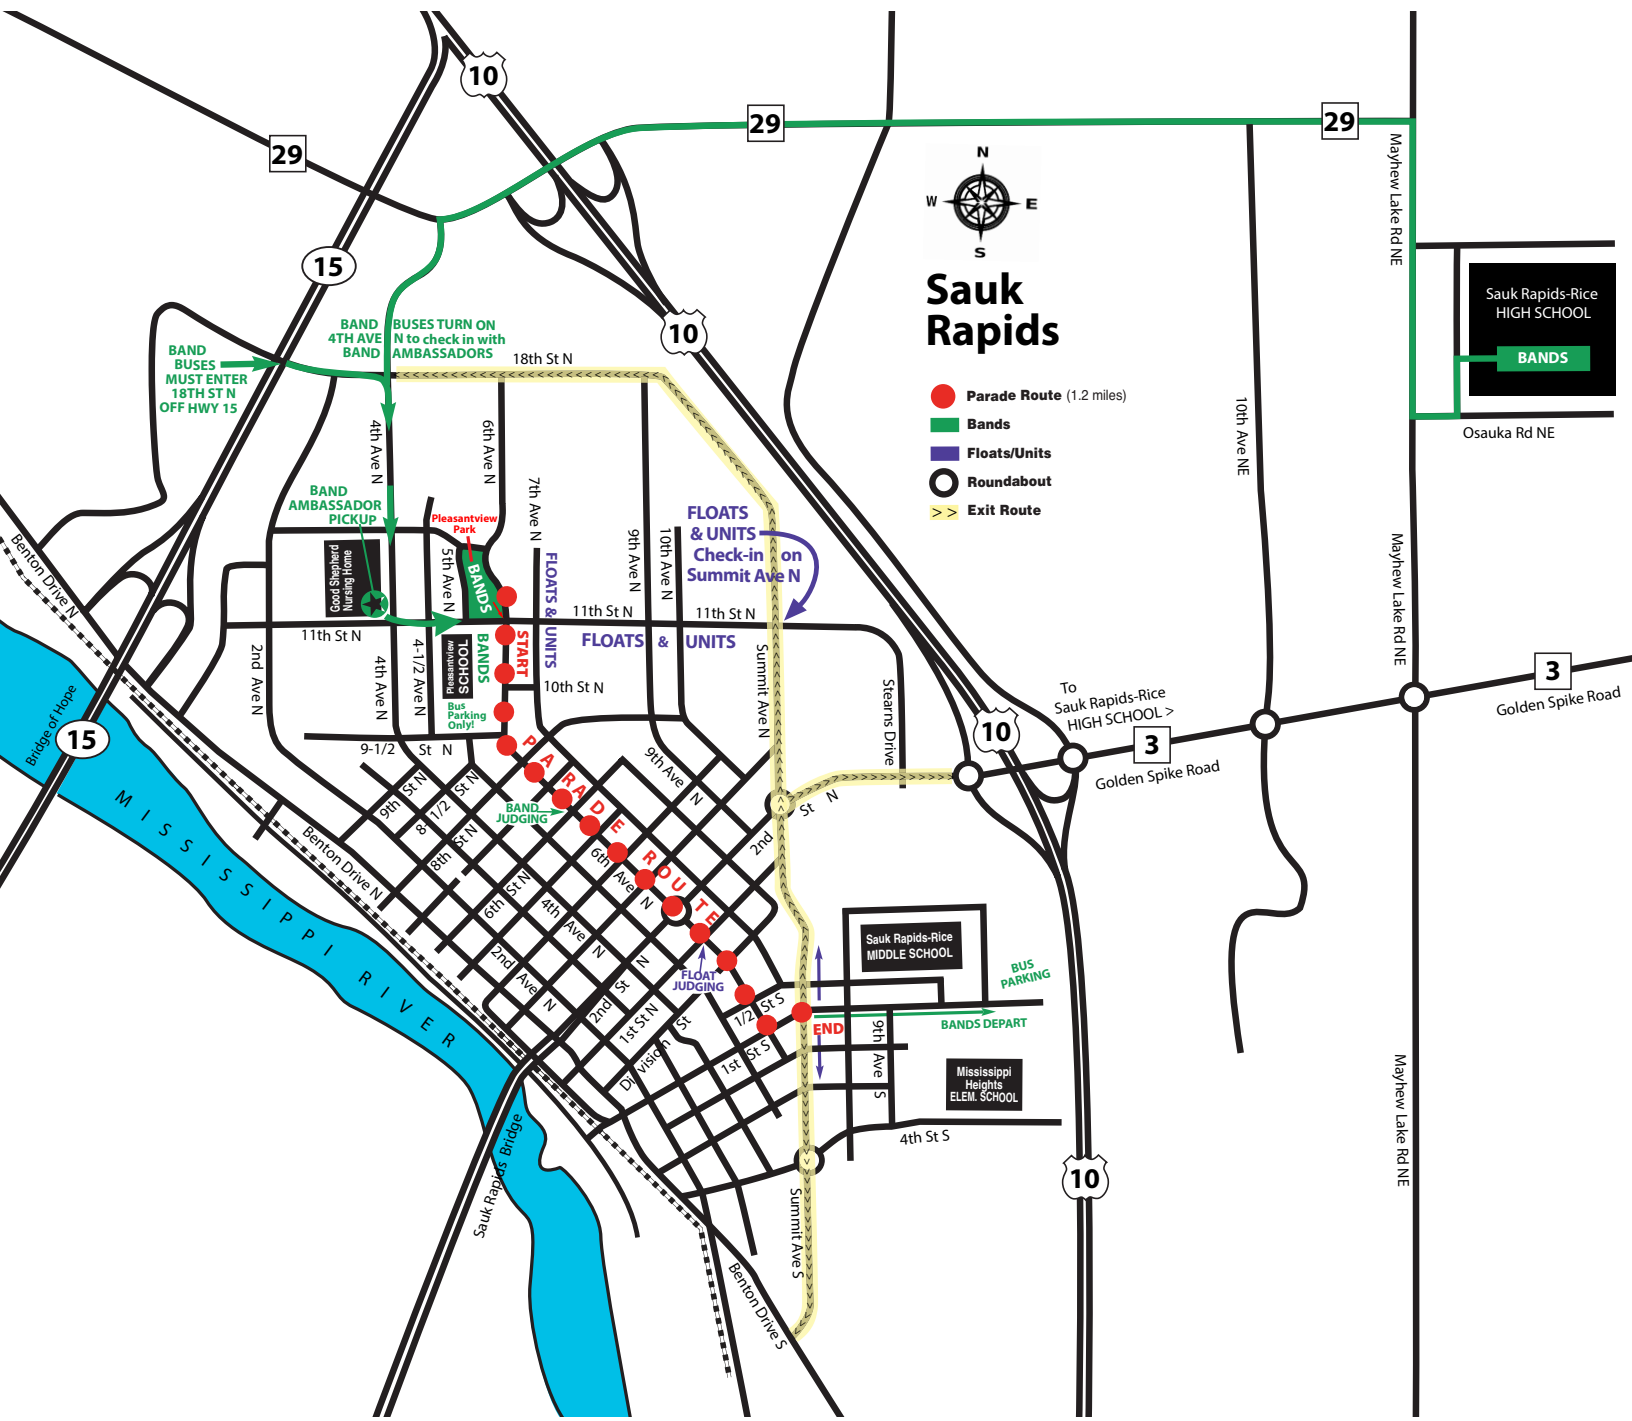 10
29
29
29
N
W
E
S
Sauk
Rapids
Parade Route (1.2 miles)
Bands
Floats/Units
Roundabout
>> Exit Route
Mayhew Lake Rd NE
Sauk Rapids-Rice
HIGH SCHOOL
BANDS
Osauka Rd NE
10th Ave NE
15
10
BAND BUSES TURN ON
4TH AVE N to check in with
BAND AMBASSADORS
18th St N
BAND
BUSES
MUST ENTER
18TH ST N
OFF HWY 15
4th Ave N
6th Ave N
7th Ave N
9th Ave N
10th Ave N
BAND
AMBASSADOR
PICKUP
Pleasantview
Park
FLOATS
& UNITS
Check-in on
Summit Ave N
Good Shepherd
Nursing Home
5th Ave N
BANDS
FLOATS & UNITS
Benton Drive N
11th St N
11th St N
11th St N
FLOATS & UNITS
2nd Ave N
4th Ave N
4-1/2 Ave N
Pleasantview
SCHOOL
BANDS
START
10th St N
Bus
Parking
Only!
Summit Ave N
Stearns Drive
Mayhew Lake Rd NE
Bridge of Hope
15
9-1/2 St N
10
To
Sauk Rapids-Rice
HIGH SCHOOL >
3
Golden Spike Road
3
Golden Spike Road
PARADE ROUTE
9th Ave N
9th St N
8-1/2 St N
8th St N
BAND
JUDGING
6th Ave N
2nd St N
MISSISSIPPI RIVER
Benton Drive N
6th St N
4th Ave N
2nd Ave N
2nd St N
1st St N
Division St
FLOAT
JUDGING
1/2 St S
1st St S
END
Sauk Rapids-Rice
MIDDLE SCHOOL
BUS
PARKING
BANDS DEPART
9th Ave S
Mississippi
Heights
ELEM. SCHOOL
4th St S
10
Mayhew Lake Rd NE
Sauk Rapids Bridge
Summit Ave S
Benton Drive S